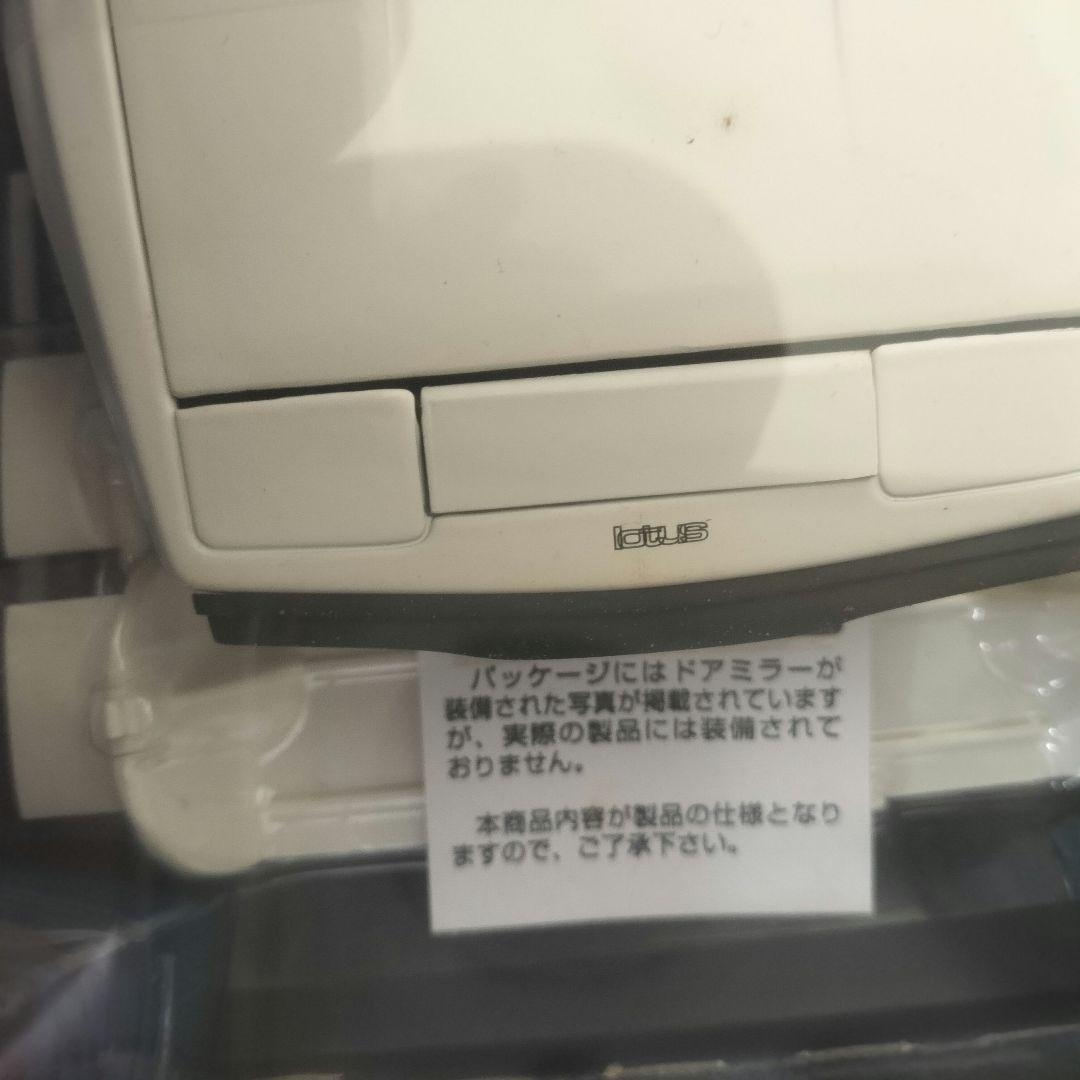 lotus
パッケージにはドアミラーが
装備された写真が掲載されています
が、実際の製品には装備されて
おりません。
本商品内容が製品の仕様となり
ますので、ご了承下さい。